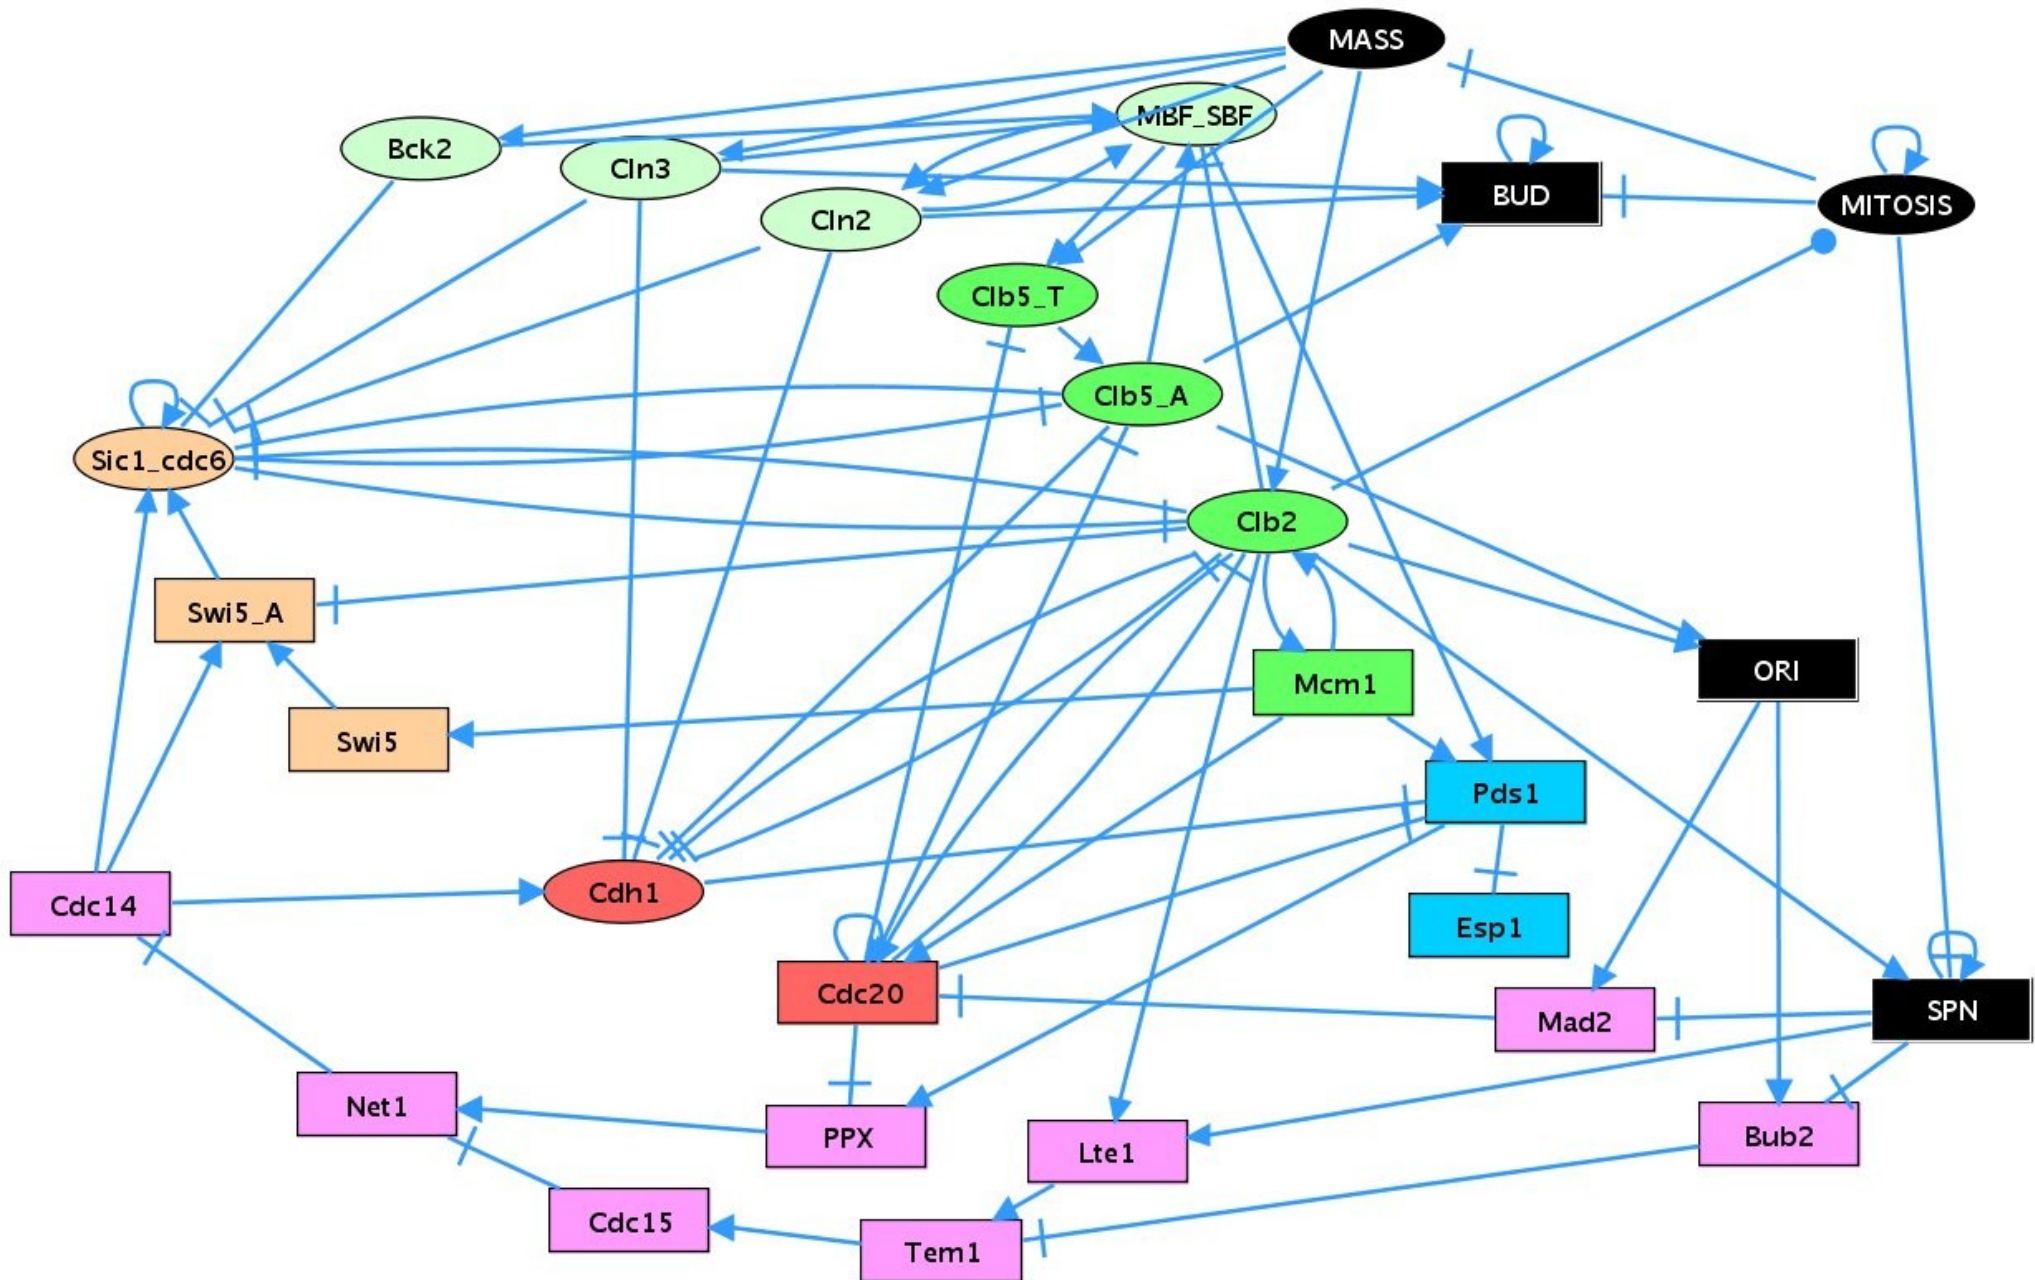 MASS
MBF_SBF
Bck2
Cln3
BUD
MITOSIS
Cln2
Clb5_T
Clb5_A
Sic1_cdc6
Clb2
Swi5_A
ORI
Mcm1
Swi5
Pds1
Cdh1
Cdc14
Esp1
Cdc20
SPN
Mad2
Net1
PPX
Bub2
Lte1
Cdc15
Tem1